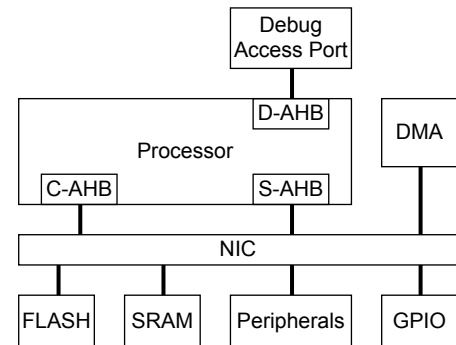 Debug
Access Port
D-AHB
Processor
DMA
C-AHB
S-AHB
NIC
FLASH
SRAM
Peripherals
GPIO